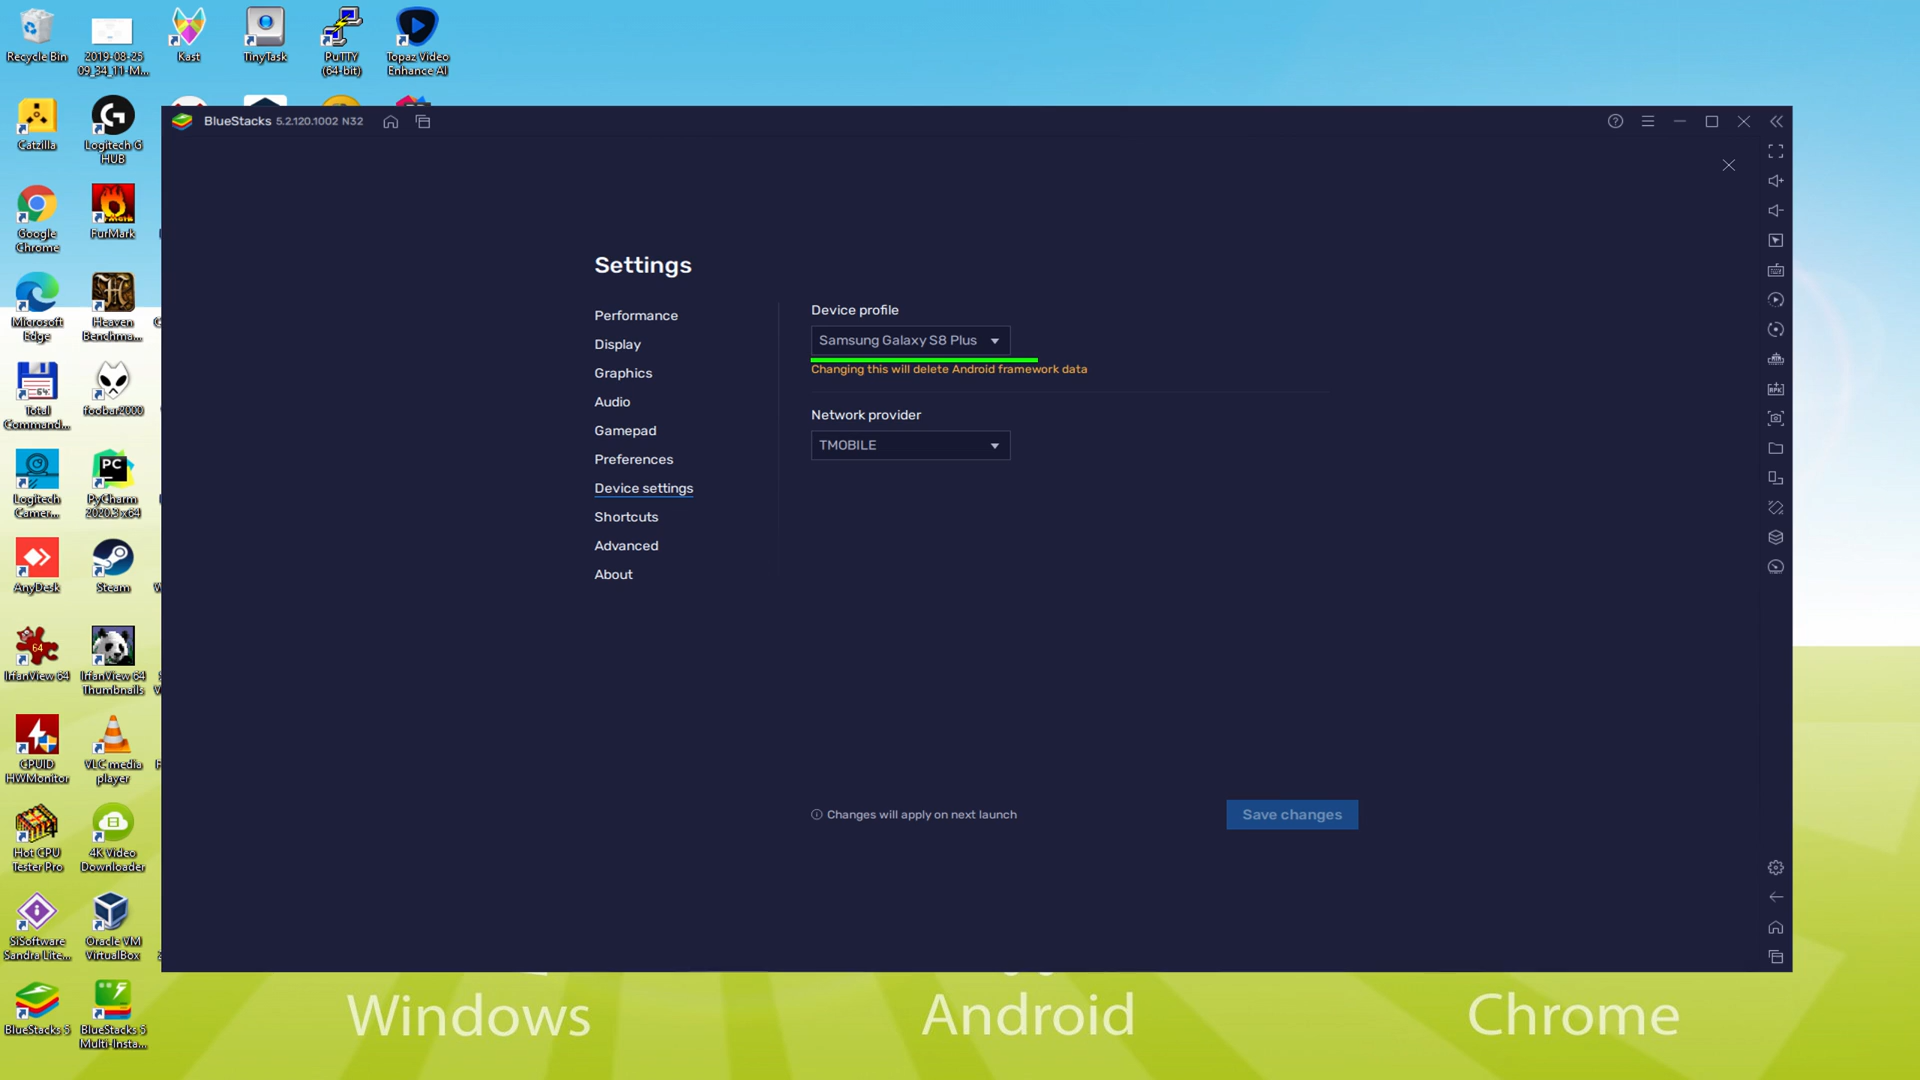 Recycle Bin
2019-08-25
09_34_11-M...
Kast
TinyTask
PuTTY
(64-bit)
Topaz Video
Enhance AI
Catzilla
Logitech G
HUB
Google
Chrome
FurMark
Microsoft
Edge
Heaven
Benchma...
Total
Command...
foobar2000
Logitech
Camer...
PyCharm
2020.3 x64
AnyDesk
Steam
IrfanView 64
IrfanView 64
Thumbnails
CPUID
HWMonitor
VLC media
player
Hot CPU
Tester Pro
4K Video
Downloader
SiSoftware
Sandra Lite...
Oracle VM
VirtualBox
BlueStacks 5
BlueStacks 5
Multi-Insta...
BlueStacks 5.2.120.1002 N32
Settings
Performance
Display
Graphics
Audio
Gamepad
Preferences
Device settings
Shortcuts
Advanced
About
Device profile
Samsung Galaxy S8 Plus
Changing this will delete Android framework data
Network provider
TMOBILE
Changes will apply on next launch
Save changes
Windows
Android
Chrome